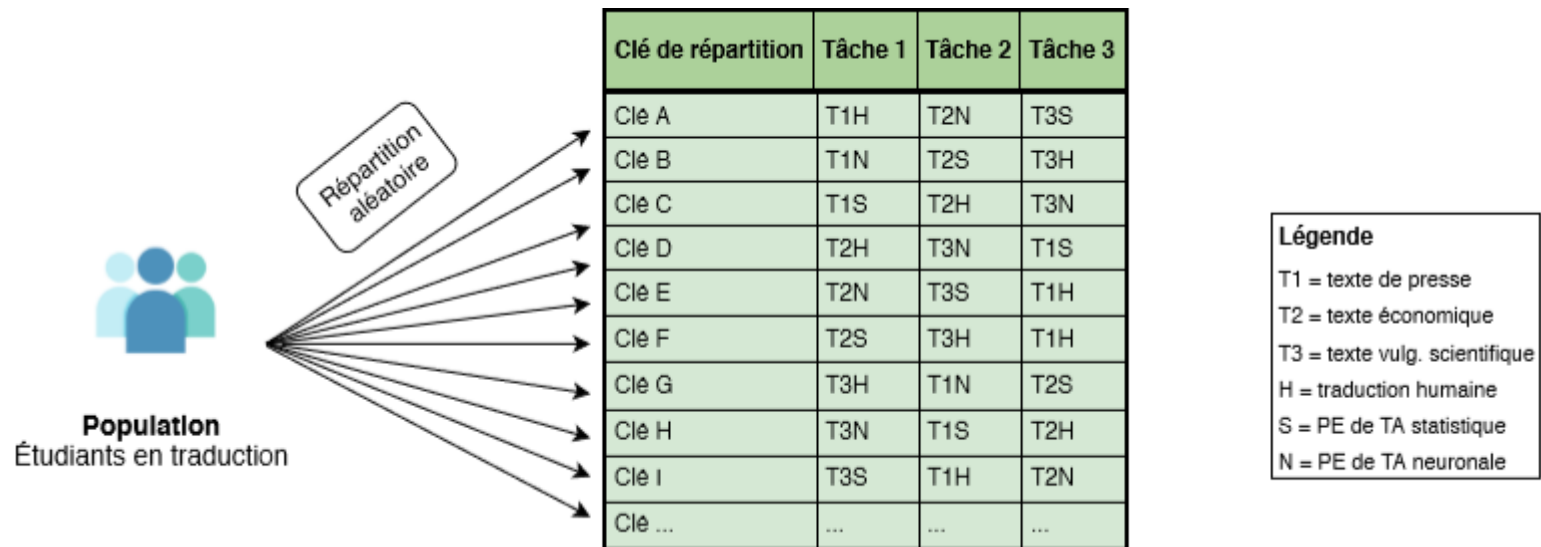 Clé de répartition Tâche 1 Tâche 2 Tâche 3
Clé A T1H T2N T3S
Clé B T1N T2S T3H
Clé C T1S T2H T3N
Clé D T2H T3N T1S
Clé E T2N T3S T1H
Clé F T2S T3H T1H
Clé G T3H T1N T2S
Clé H T3N T1S T2H
Clé I T3S T1H T2N
Clé ... ... ... ...
Répartition
aléatoire
Population
Étudiants en traduction
Légende
T1 = texte de presse
T2 = texte économique
T3 = texte vulg. scientifique
H = traduction humaine
S = PE de TA statistique
N = PE de TA neuronale